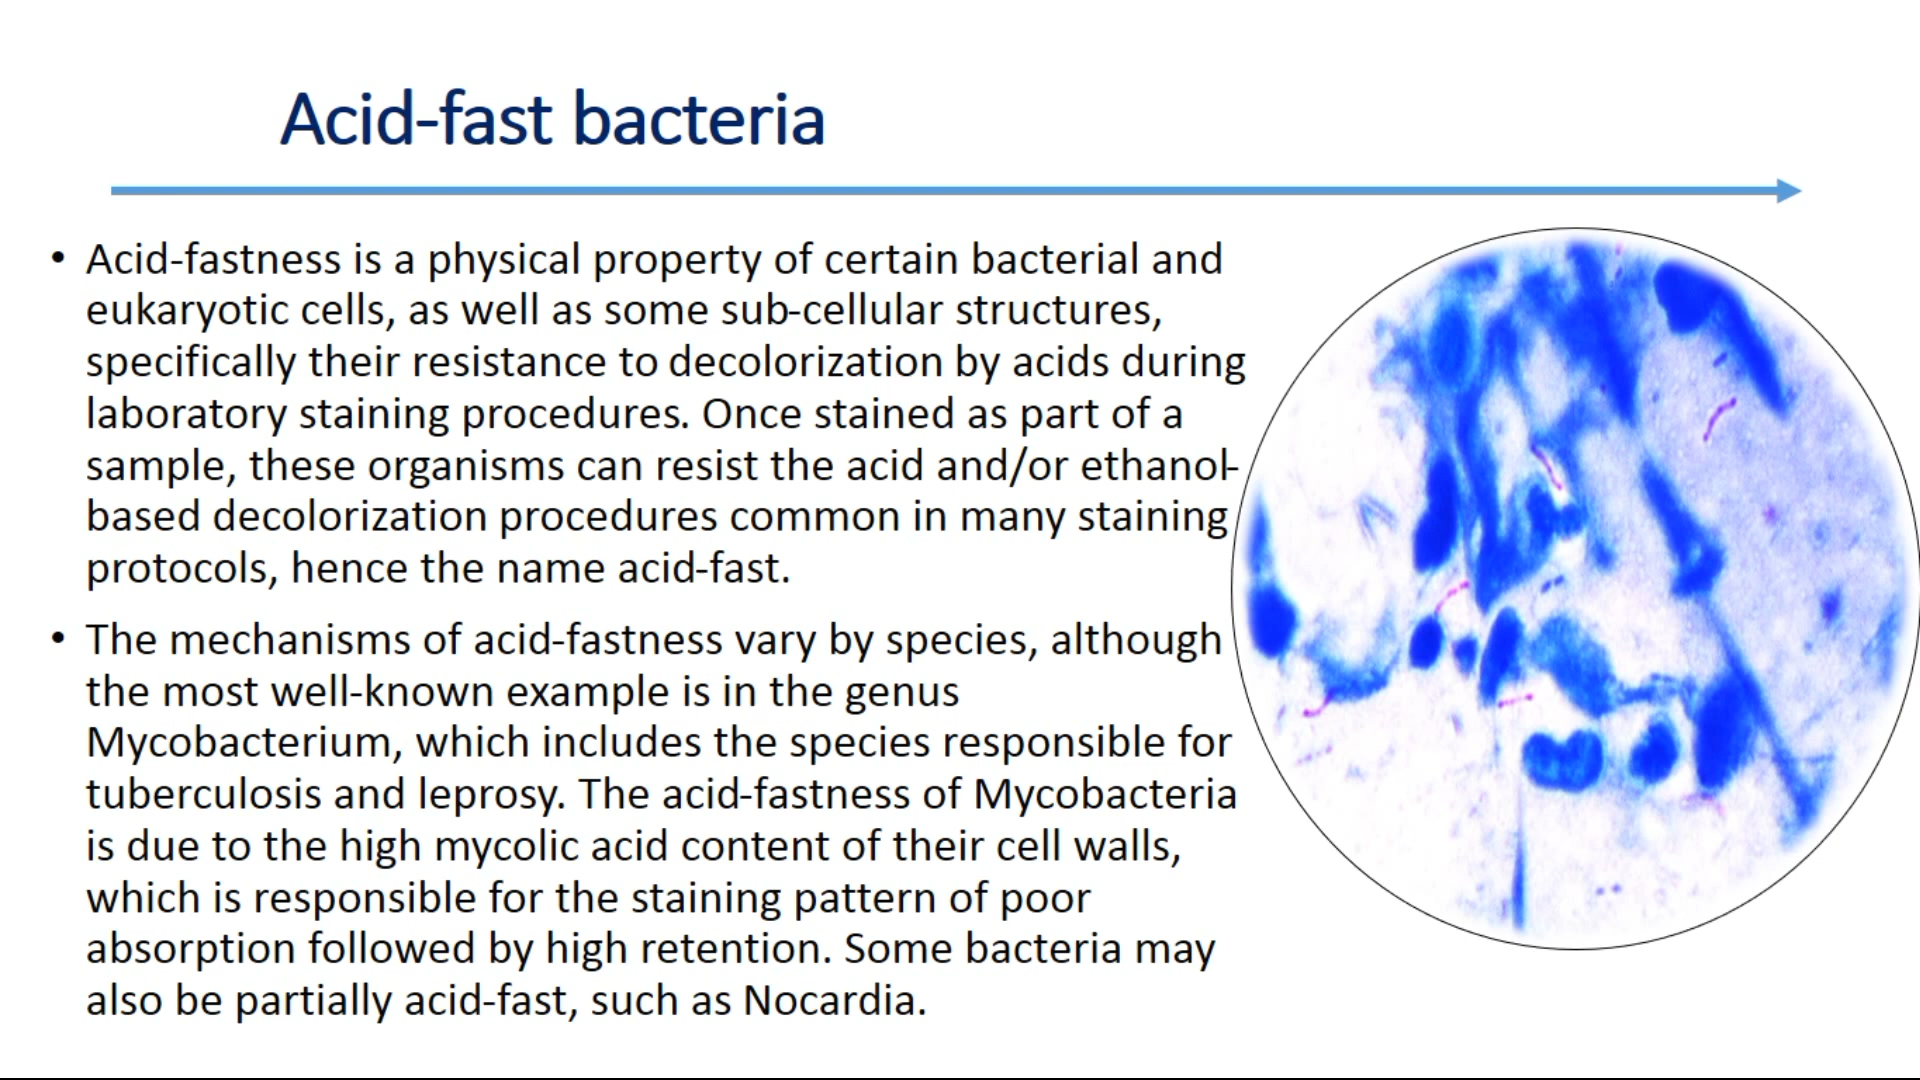 Acid-fast bacteria
• Acid-fastness is a physical property of certain bacterial and
eukaryotic cells, as well as some sub-cellular structures,
specifically their resistance to decolorization by acids during
laboratory staining procedures. Once stained as part of a
sample, these organisms can resist the acid and/or ethanol-
based decolorization procedures common in many staining
protocols, hence the name acid-fast.
• The mechanisms of acid-fastness vary by species, although
the most well-known example is in the genus
Mycobacterium, which includes the species responsible for
tuberculosis and leprosy. The acid-fastness of Mycobacteria
is due to the high mycolic acid content of their cell walls,
which is responsible for the staining pattern of poor
absorption followed by high retention. Some bacteria may
also be partially acid-fast, such as Nocardia.